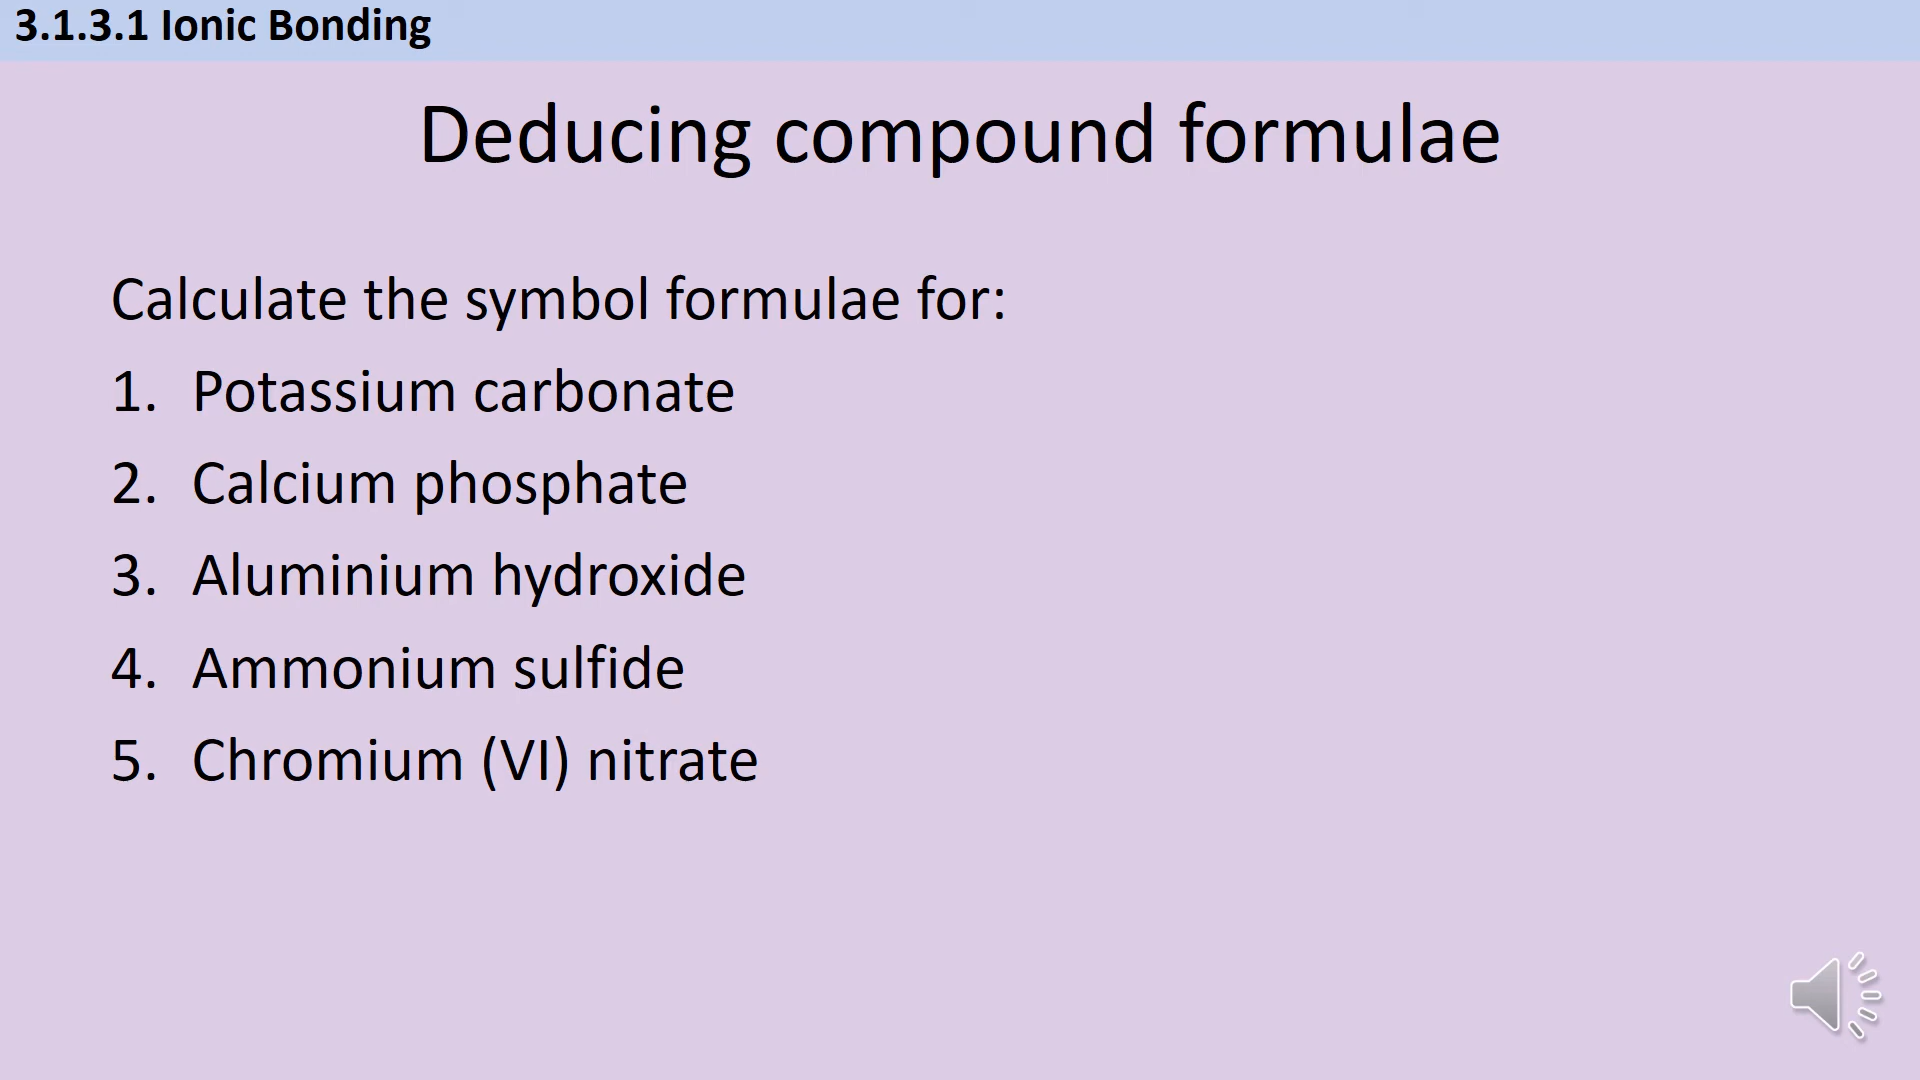 3.1.3.1 Ionic Bonding
Deducing compound formulae
Calculate the symbol formulae for:
1. Potassium carbonate
2. Calcium phosphate
3. Aluminium hydroxide
4. Ammonium sulfide
5. Chromium (VI) nitrate